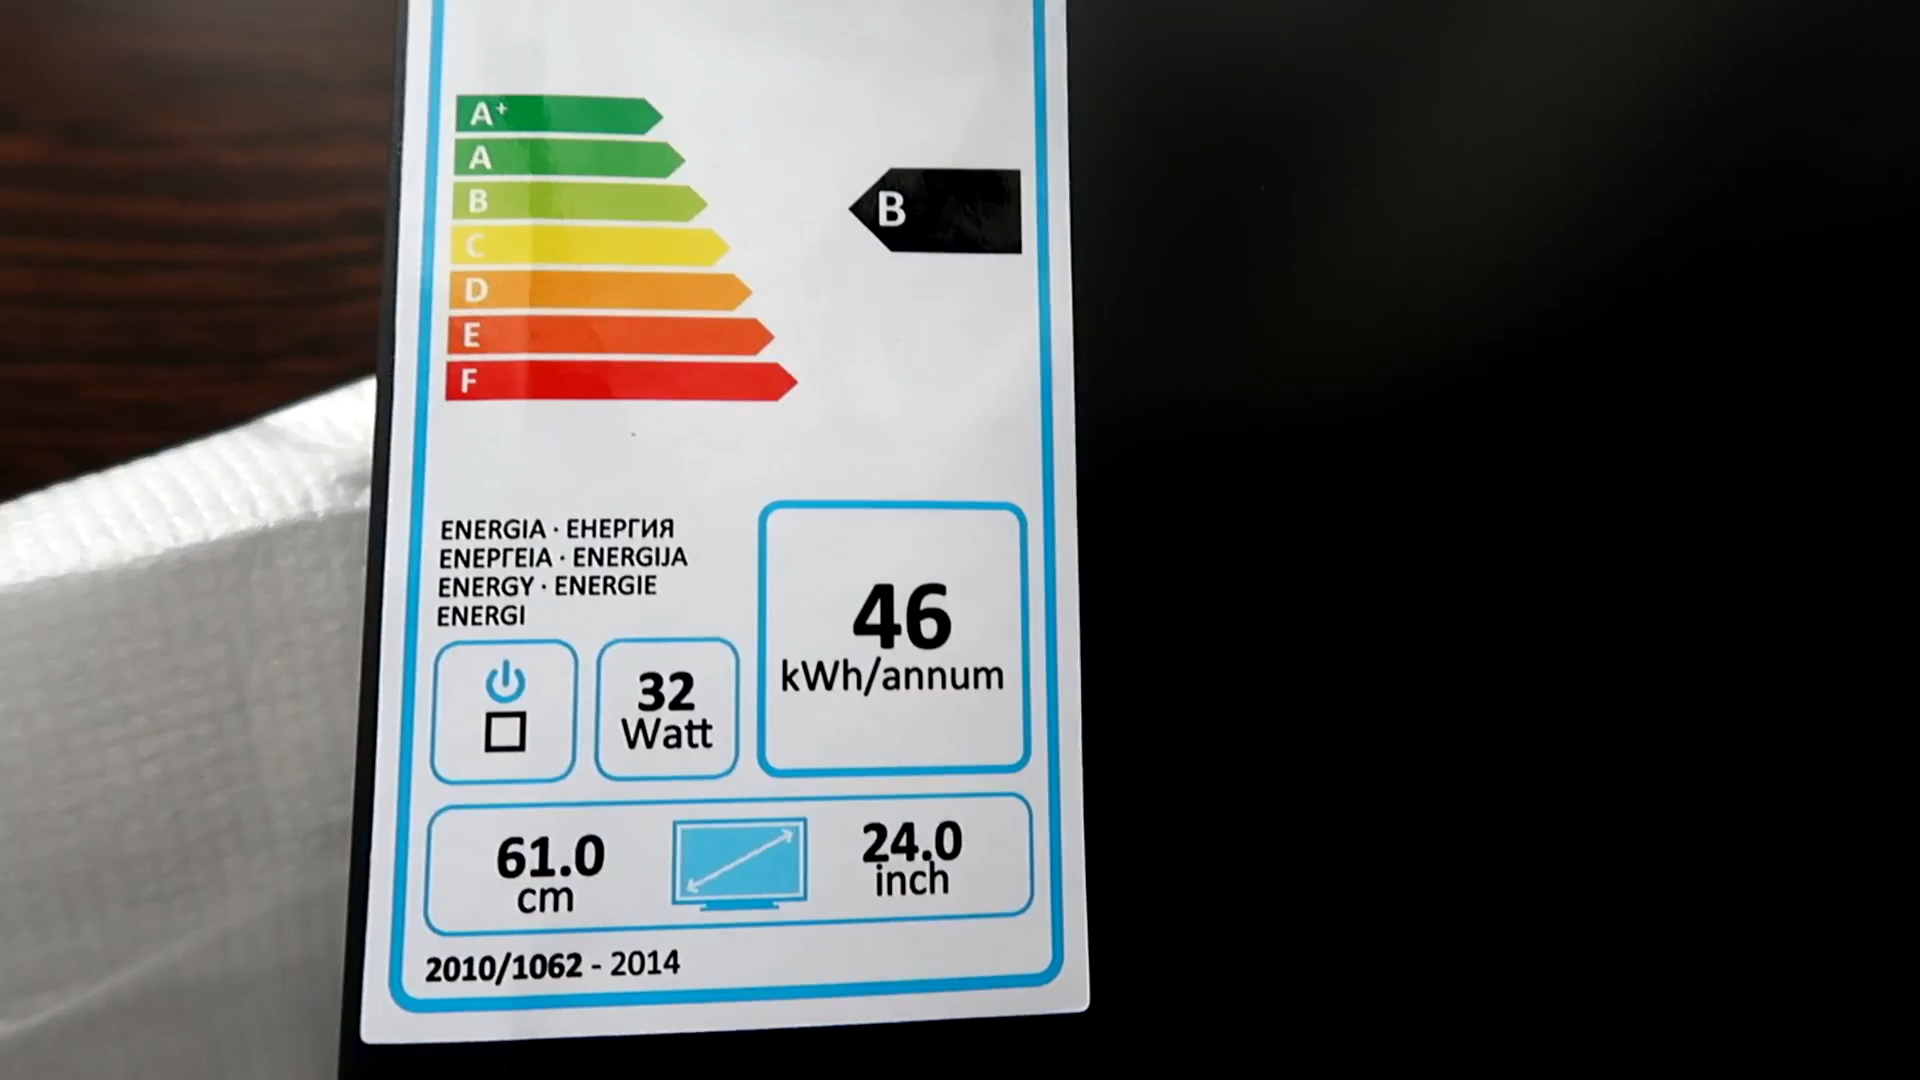 A+
A
B
B
C
D
E
F
ENERGIA · ЕНЕРГИЯ
ΕΝΕΡΓΕΙΑ · ENERGIJA
ENERGY · ENERGIE
ENERGI
46
kWh/annum
32
Watt
61.0
cm
24.0
inch
2010/1062 - 2014